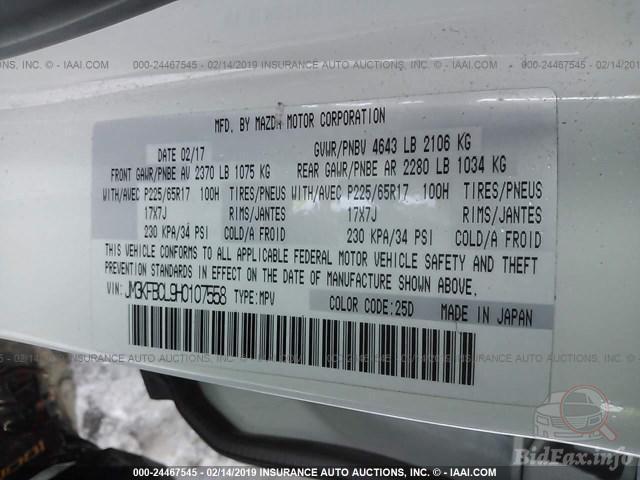 000-24467545 - 02/14/2019 INSURANCE AUTO AUCTIONS, INC. - IAAI.COM
MFD. BY MAZDA MOTOR CORPORATION
DATE 02/17 GVWR/PNBV 4643 LB 2106 KG
FRONT GAWR/PNBE AV 2370 LB 1075 KG REAR GAWR/PNBE AR 2280 LB 1034 KG
WITH/AVEC P225/65R17 100H TIRES/PNEUS WITH/AVEC P225/65R17 100H TIRES/PNEUS
17X7J RIMS/JANTES 17X7J RIMS/JANTES
230 KPA/34 PSI COLD/A FROID 230 KPA/34 PSI COLD/A FROID
THIS VEHICLE CONFORMS TO ALL APPLICABLE FEDERAL MOTOR VEHICLE SAFETY AND THEFT
PREVENTION STANDARDS IN EFFECT ON THE DATE OF MANUFACTURE SHOWN ABOVE.
VIN: JM3KFBCL9H0107558 TYPE:MPV COLOR CODE:25D MADE IN JAPAN
BidFax.info
000-24467545 - 02/14/2019 INSURANCE AUTO AUCTIONS, INC. - IAAI.COM